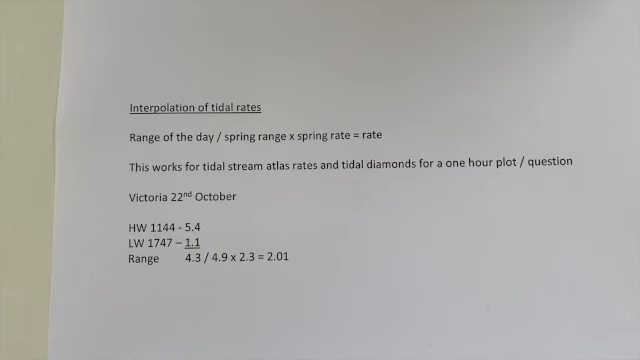 Interpolation of tidal rates
Range of the day / spring range x spring rate = rate
This works for tidal stream atlas rates and tidal diamonds for a one hour plot / question
Victoria 22nd October
HW 1144 - 5.4
LW 1747 – 1.1
Range 4.3 / 4.9 x 2.3 = 2.01